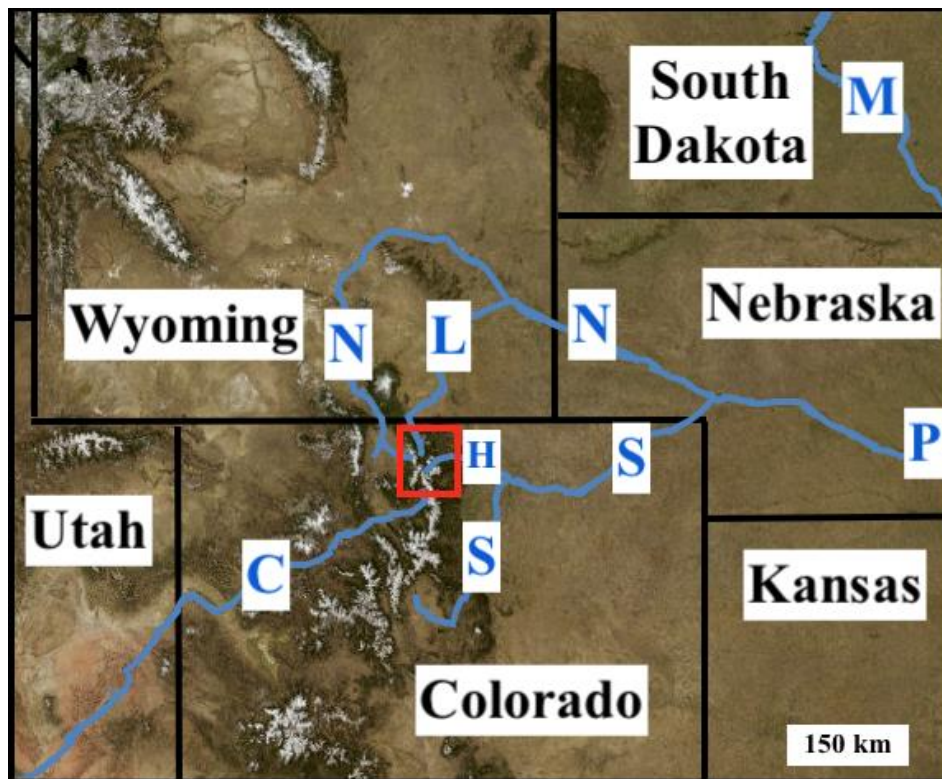 South
Dakota
M
Wyoming
N
L
N
Nebraska
H
S
P
Utah
C
S
Kansas
Colorado
150 km